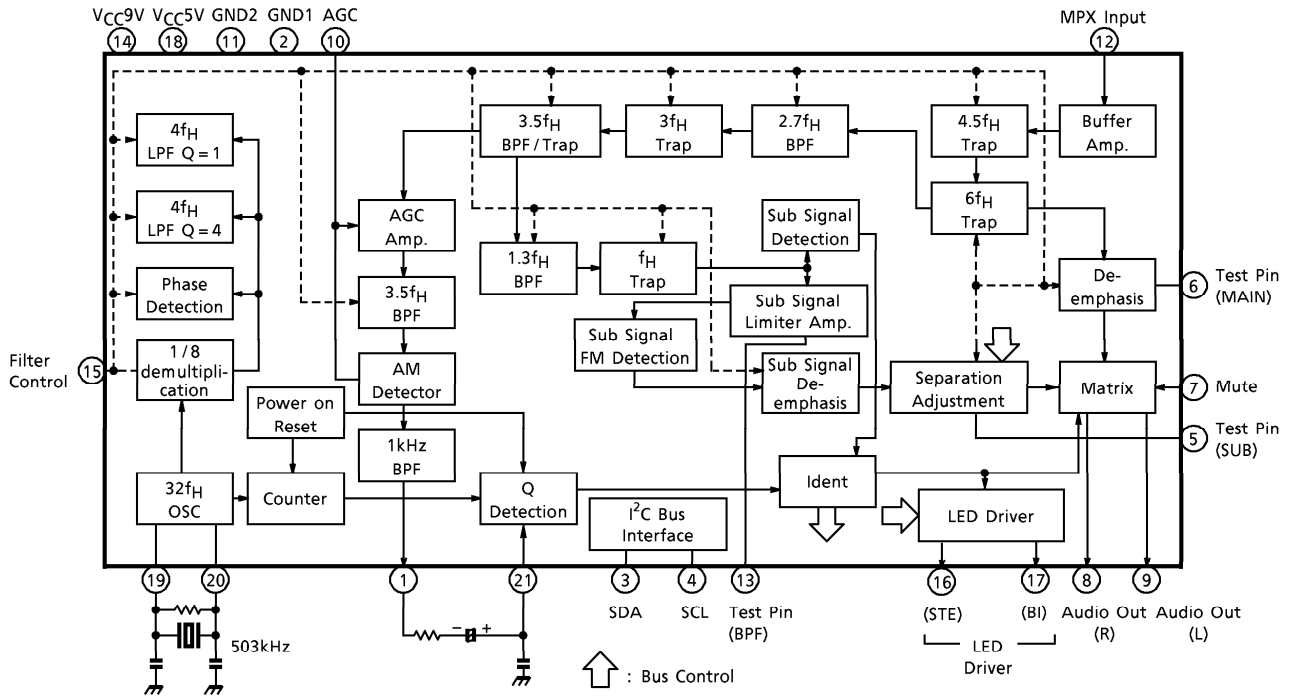 VCC9V VCC5V GND2 GND1 AGC MPX Input
14 18 11 2 10 12
4fH
LPF Q=1
3.5fH
BPF/Trap
3fH
Trap
2.7fH
BPF
4.5fH
Trap
Buffer
Amp.
4fH
LPF Q=4
AGC
Amp.
Sub Signal
Detection
6fH
Trap
1.3fH
BPF
fH
Trap
Phase
Detection
3.5fH
BPF
Sub Signal
Limiter Amp.
De-
emphasis
6
Test Pin
(MAIN)
Sub Signal
FM Detection
Filter
Control
15
1/8
demultipli-
cation
AM
Detector
Sub Signal
De-
emphasis
Separation
Adjustment
Matrix
7 Mute
Power on
Reset
1kHz
BPF
5
Test Pin
(SUB)
32fH
OSC
Counter
Q
Detection
Ident
I2C Bus
Interface
LED Driver
19 20 1 21 3 4 13 16 17 8 9
SDA SCL Test Pin
(BPF)
(STE) (BI) Audio Out
(R)
Audio Out
(L)
503kHz
− +
LED
Driver
: Bus Control